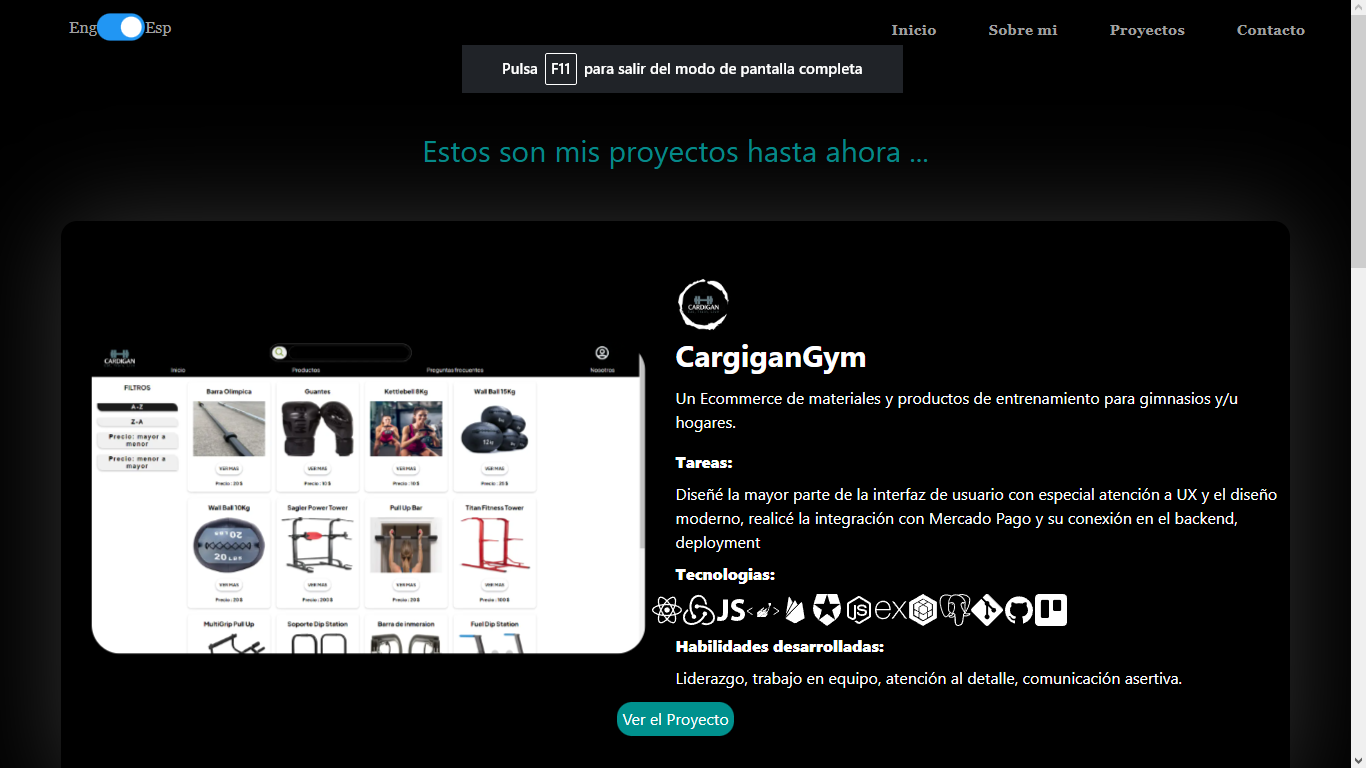 Eng Esp
Inicio Sobre mi Proyectos Contacto
Pulsa F11 para salir del modo de pantalla completa
Estos son mis proyectos hasta ahora ...
CARDIGAN
Inicio Productos Preguntas frecuentes Nosotros
FILTROS
A-Z
Z-A
Precio: mayor a
menor
Precio: menor a
mayor
Barra Olimpica Guantes Kettlebell 8Kg Wall Ball 15Kg
VER MAS VER MAS VER MAS VER MAS
Precio : 20 $ Precio : 10 $ Precio : 10 $ Precio : 25 $
Wall Ball 10Kg Sagler Power Tower Pull Up Bar Titan Fitness Tower
20 LBS
VER MAS VER MAS VER MAS VER MAS
Precio : 20 $ Precio : 200 $ Precio : 20 $ Precio : 100 $
MultiGrip Pull Up Soporte Dip Station Barra de inmersion Fuel Dip Station
CARDIGAN
CargiganGym
Un Ecommerce de materiales y productos de entrenamiento para gimnasios y/u
hogares.
Tareas:
Diseñé la mayor parte de la interfaz de usuario con especial atención a UX y el diseño
moderno, realicé la integración con Mercado Pago y su conexión en el backend,
deployment
Tecnologias:
JS ex
Habilidades desarrolladas:
Liderazgo, trabajo en equipo, atención al detalle, comunicación asertiva.
Ver el Proyecto